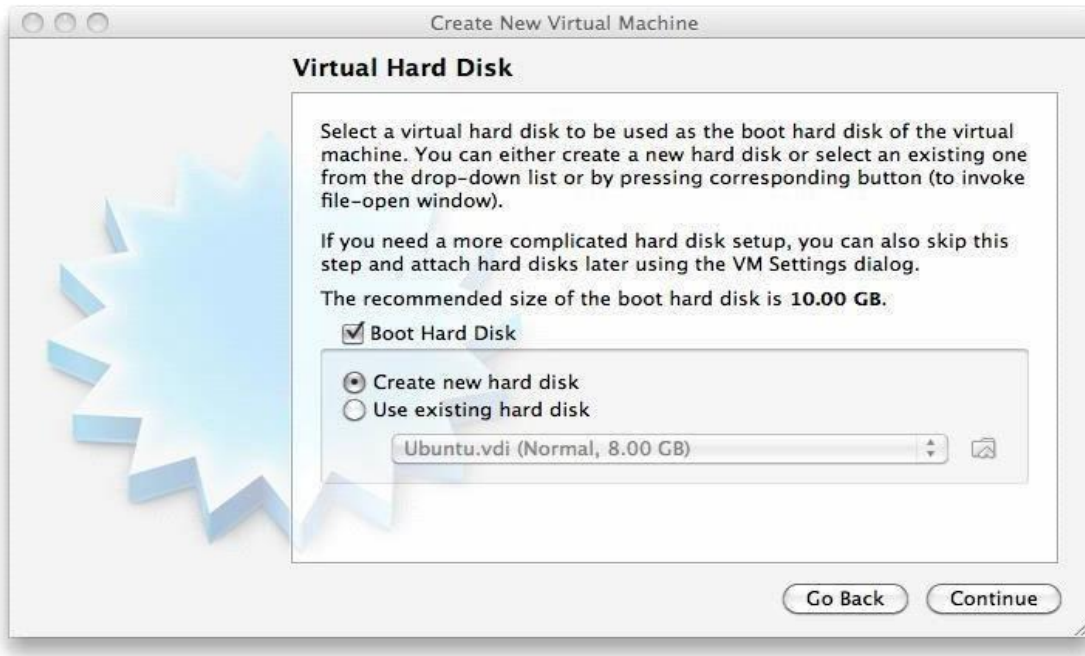 Create New Virtual Machine
Virtual Hard Disk
Select a virtual hard disk to be used as the boot hard disk of the virtual
machine. You can either create a new hard disk or select an existing one
from the drop-down list or by pressing corresponding button (to invoke
file-open window).
If you need a more complicated hard disk setup, you can also skip this
step and attach hard disks later using the VM Settings dialog.
The recommended size of the boot hard disk is 10.00 GB.
Boot Hard Disk
Create new hard disk
Use existing hard disk
Ubuntu.vdi (Normal, 8.00 GB)
Go Back Continue